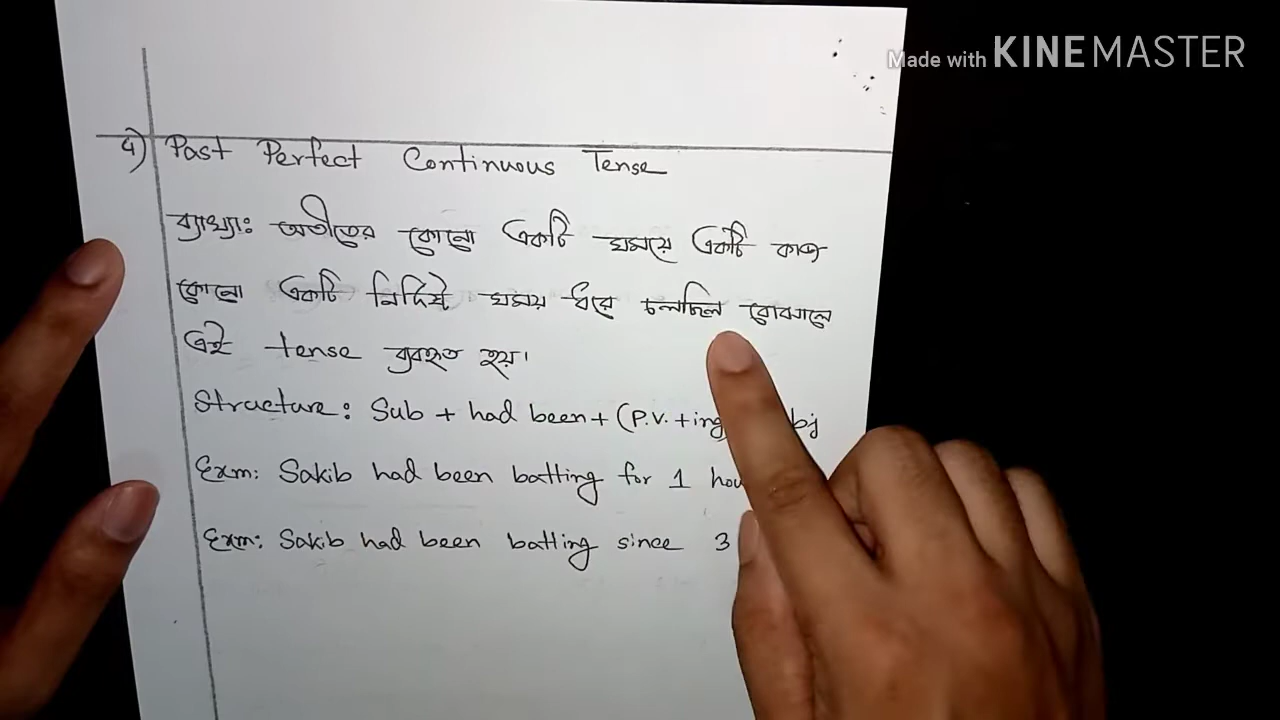 Made with KINEMASTER
৫) Past Perfect Continuous Tense
ব্যাখ্যাঃ অতীতের কোনো একটি সময়ে একটি কাজ
কোনো একটি নির্দিষ্ট সময় ধরে চলছিল বোঝালে
এই tense ব্যবহৃত হয়।
Structure: Sub + had been + (P.V. +ing
Exm: Sakib had been batting for 1
Exm: Sakib had been batting since 3